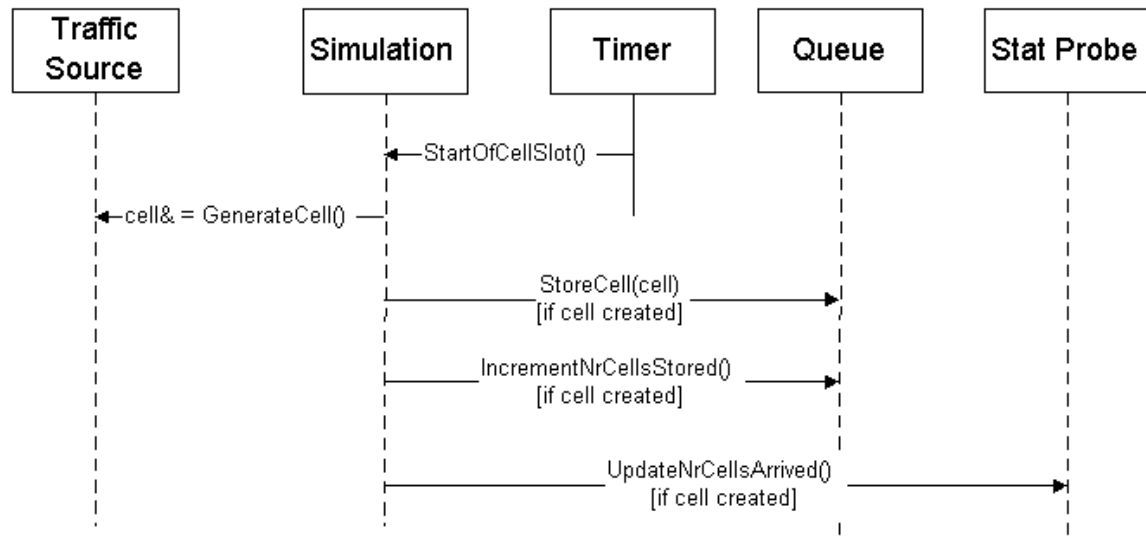 Traffic
Source
Simulation
Timer
Queue
Stat Probe
StartOfCellSlot()
cell& = GenerateCell()
StoreCell(cell)
[if cell created]
IncrementNrCellsStored()
[if cell created]
UpdateNrCellsArrived()
[if cell created]